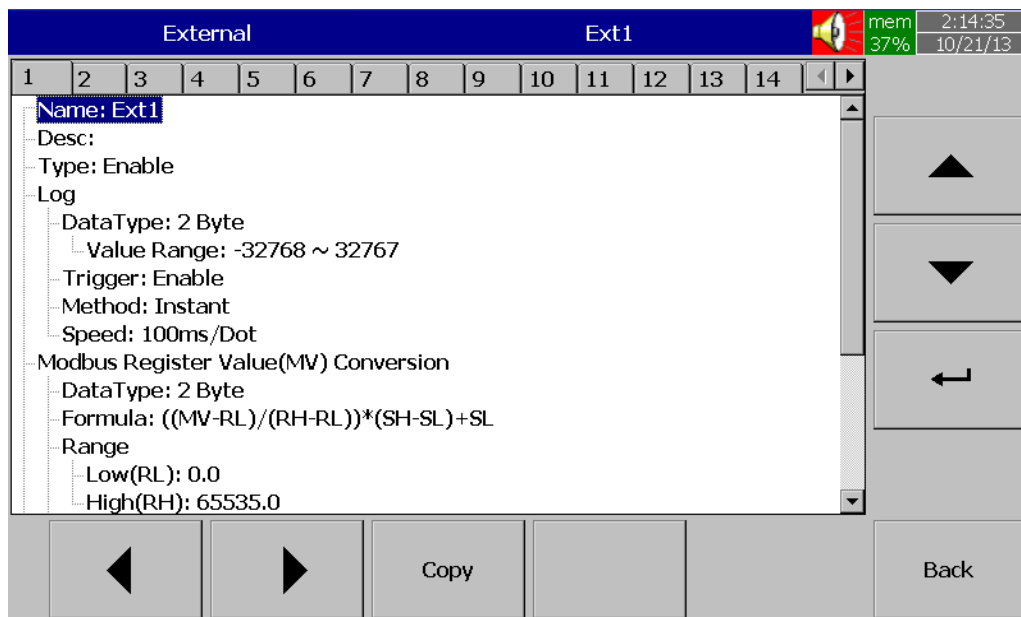 External Ext1 mem 2:14:35
37% 10/21/13
1 2 3 4 5 6 7 8 9 10 11 12 13 14
Name: Ext1
Desc:
Type: Enable
Log
DataType: 2 Byte
Value Range: -32768 ~ 32767
Trigger: Enable
Method: Instant
Speed: 100ms/Dot
Modbus Register Value(MV) Conversion
DataType: 2 Byte
Formula: ((MV-RL)/(RH-RL))*(SH-SL)+SL
Range
Low(RL): 0.0
High(RH): 65535.0
Copy Back